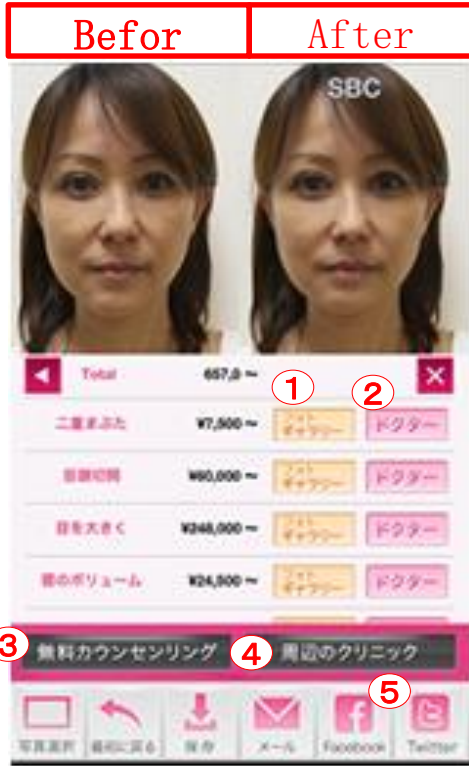 Befor After
SBC
Total 657,0 ~
① ②
二重まぶた ¥7,500 ~ フォトギャラリー ドクター
目頭切開 ¥60,000 ~ フォトギャラリー ドクター
目を大きく ¥248,000 ~ フォトギャラリー ドクター
唇のボリューム ¥24,500 ~ フォトギャラリー ドクター
③ 無料カウンセンリング ④ 周辺のクリニック
⑤
写真選択 最初に戻る 保存 メール Facebook Twitter